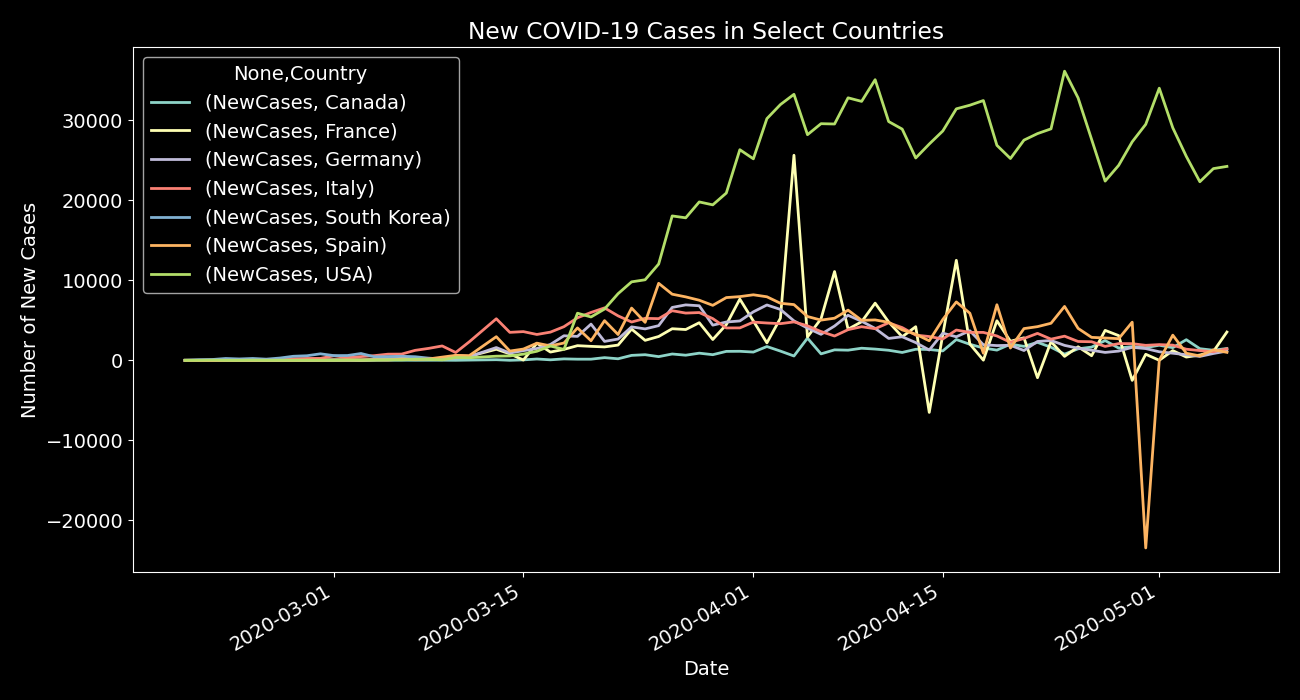 New COVID-19 Cases in Select Countries
None,Country
(NewCases, Canada)
(NewCases, France)
(NewCases, Germany)
(NewCases, Italy)
(NewCases, South Korea)
(NewCases, Spain)
(NewCases, USA)
Number of New Cases
30000
20000
10000
0
−10000
−20000
2020-03-01
2020-03-15
2020-04-01
2020-04-15
2020-05-01
Date